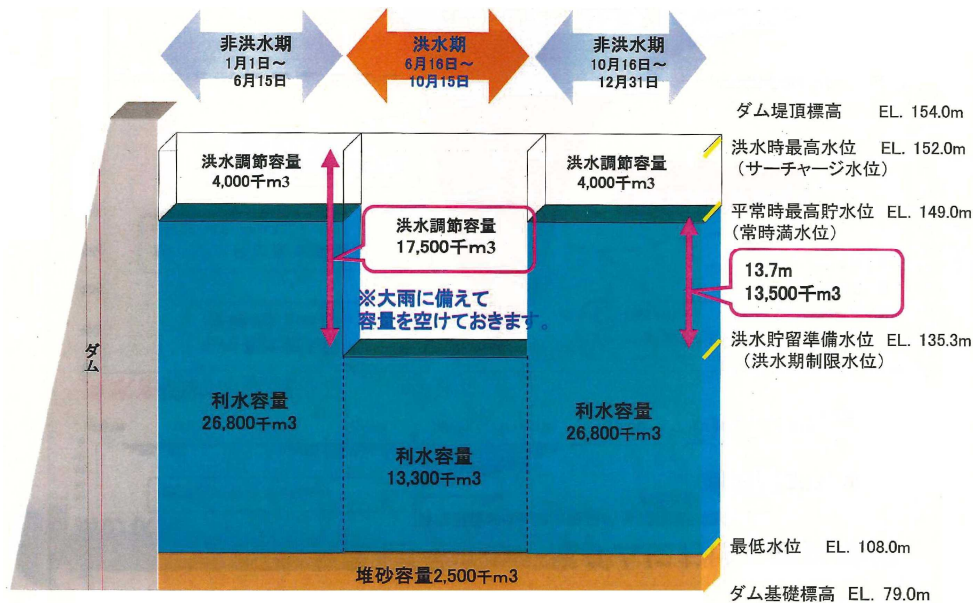 非洪水期
1月1日～
6月15日
洪水期
6月16日～
10月15日
非洪水期
10月16日～
12月31日
ダム堤頂標高 EL. 154.0m
洪水時最高水位 EL. 152.0m
(サーチャージ水位)
平常時最高貯水位 EL. 149.0m
(常時満水位)
洪水貯留準備水位 EL. 135.3m
(洪水期制限水位)
最低水位 EL. 108.0m
ダム基礎標高 EL. 79.0m
洪水調節容量
4,000千m3
洪水調節容量
17,500千m3
※大雨に備えて
容量を空けておきます。
洪水調節容量
4,000千m3
13.7m
13,500千m3
ダム
利水容量
26,800千m3
利水容量
13,300千m3
利水容量
26,800千m3
堆砂容量2,500千m3